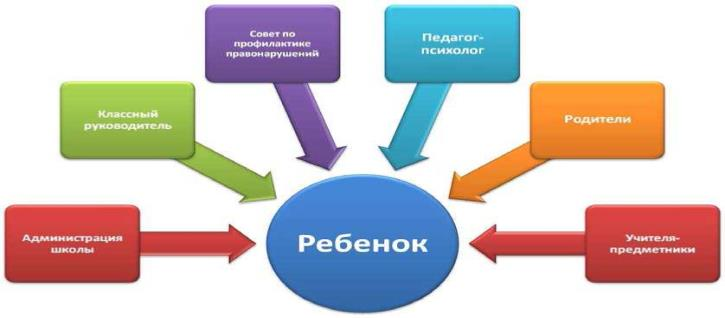 Совет по
профилактике
правонарушений
Педагог-
психолог
Классный
руководитель
Родители
Администрация
школы
Ребенок
Учителя-
предметники